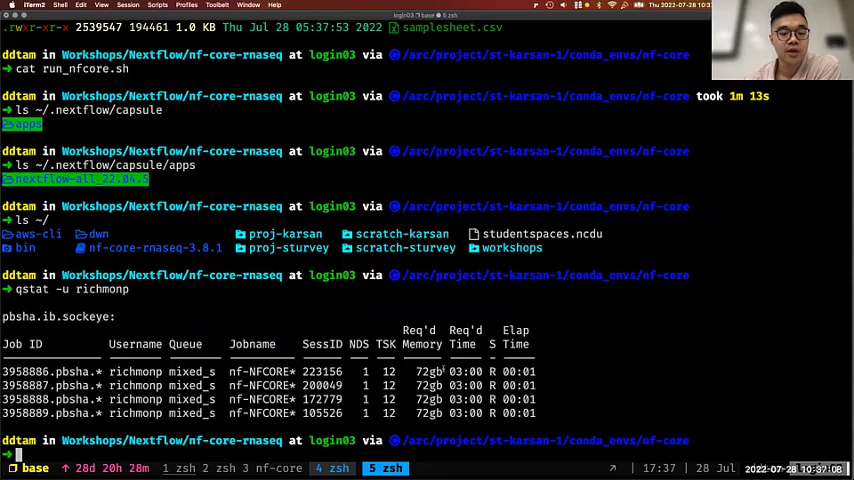 iTerm2 Shell Edit View Session Scripts Profiles Toolbelt Window Help
Thu 2022-07-28
login03 base 5 zsh
.rwxr-xr-x 2539547 194461 1.0 KB Thu Jul 28 05:37:53 2022 samplesheet.csv
ddtam in Workshops/Nextflow/nf-core-rnaseq at login03 via /arc/project/st-karsan-1/conda_envs/nf-core
➜ cat run_nfcore.sh
ddtam in Workshops/Nextflow/nf-core-rnaseq at login03 via /arc/project/st-karsan-1/conda_envs/nf-core took 1m 13s
➜ ls ~/.nextflow/capsule
apps
ddtam in Workshops/Nextflow/nf-core-rnaseq at login03 via /arc/project/st-karsan-1/conda_envs/nf-core
➜ ls ~/.nextflow/capsule/apps
nextflow-all_22.04.5
ddtam in Workshops/Nextflow/nf-core-rnaseq at login03 via /arc/project/st-karsan-1/conda_envs/nf-core
➜ ls ~/
aws-cli dwn proj-karsan scratch-karsan studentspaces.ncdu
bin nf-core-rnaseq-3.8.1 proj-sturvey scratch-sturvey workshops
ddtam in Workshops/Nextflow/nf-core-rnaseq at login03 via /arc/project/st-karsan-1/conda_envs/nf-core
➜ qstat -u richmonp
pbsha.ib.sockeye:
Req'd Req'd Elap
Job ID Username Queue Jobname SessID NDS TSK Memory Time S Time
3958886.pbsha.* richmonp mixed_s nf-NFCORE* 223156 1 12 72gb 03:00 R 00:01
3958887.pbsha.* richmonp mixed_s nf-NFCORE* 200049 1 12 72gb 03:00 R 00:01
3958888.pbsha.* richmonp mixed_s nf-NFCORE* 172779 1 12 72gb 03:00 R 00:01
3958889.pbsha.* richmonp mixed_s nf-NFCORE* 105526 1 12 72gb 03:00 R 00:01
ddtam in Workshops/Nextflow/nf-core-rnaseq at login03 via /arc/project/st-karsan-1/conda_envs/nf-core
➜
base ↑ 28d 20h 28m 1 zsh 2 zsh 3 nf-core 4 zsh 5 zsh ↗ | 17:37 | 28 Jul 2022-07-28 10:37:08